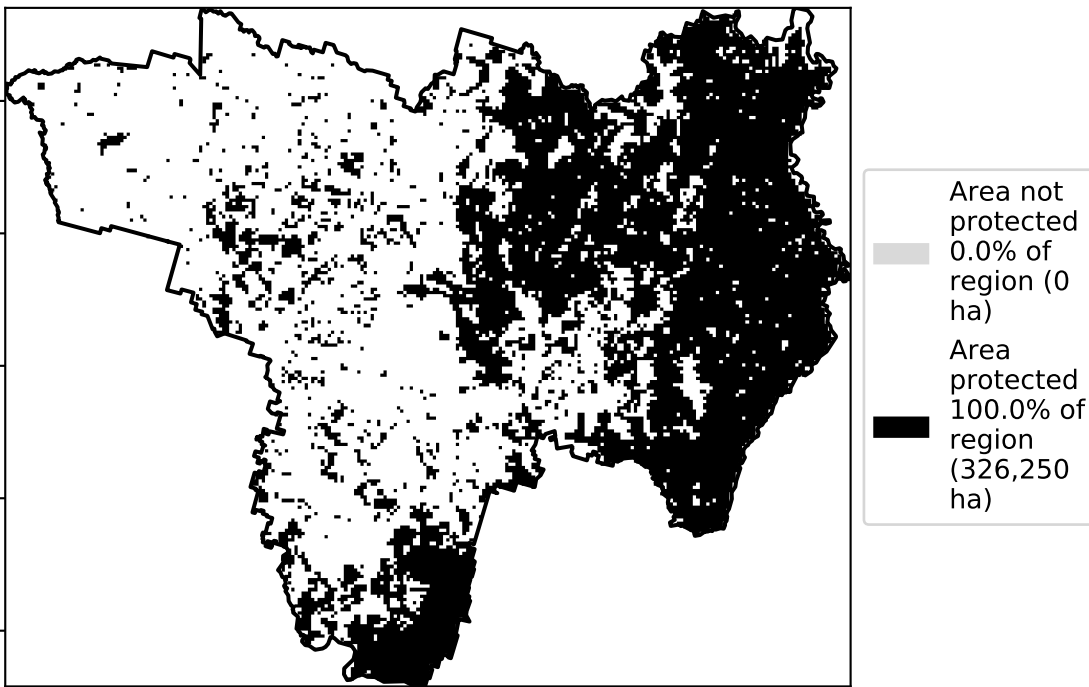 Area not
protected
0.0% of
region (0
ha)
Area
protected
100.0% of
region
(326,250
ha)